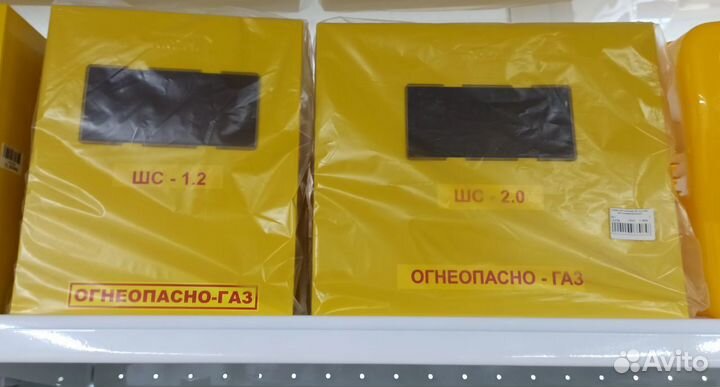 ШС - 1.2
ОГНЕОПАСНО-ГАЗ
ШС - 2.0
ОГНЕОПАСНО - ГАЗ
Avito